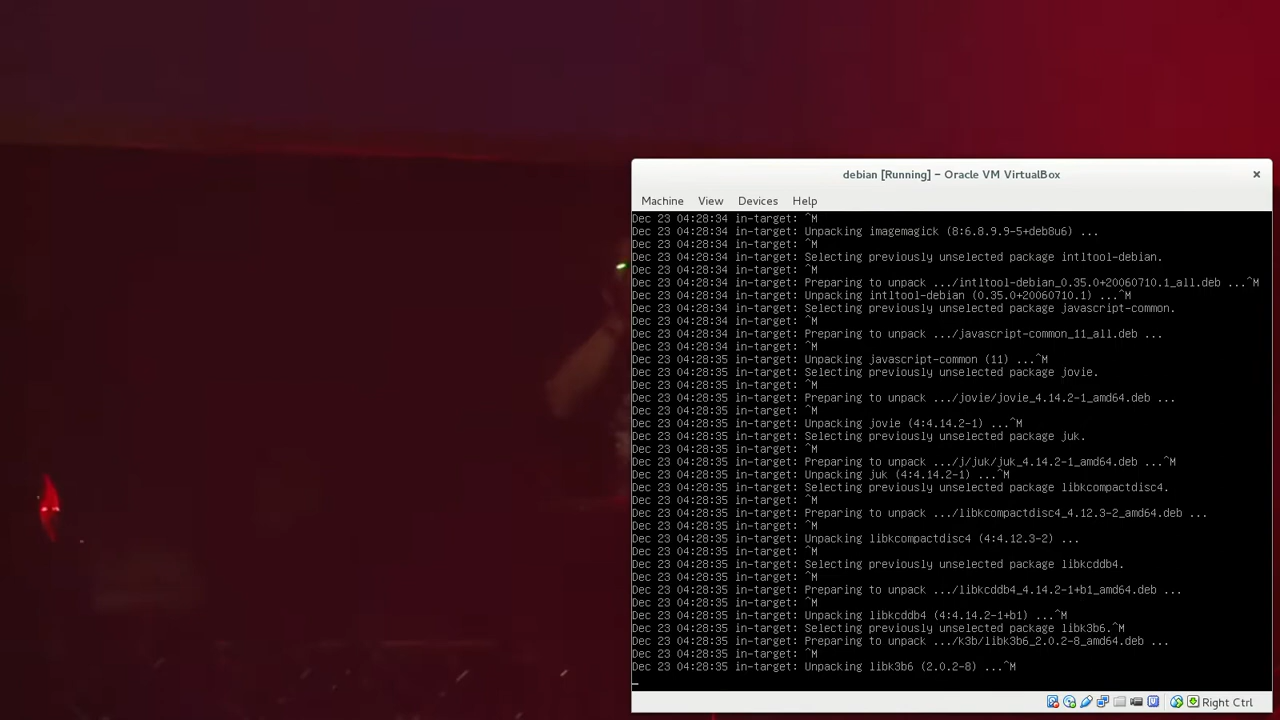 debian [Running] - Oracle VM VirtualBox
Machine View Devices Help
Dec 23 04:28:34 in-target: ^M
Dec 23 04:28:34 in-target: Unpacking imagemagick (8:6.8.9.9-5+deb8u6) ...
Dec 23 04:28:34 in-target: ^M
Dec 23 04:28:34 in-target: Selecting previously unselected package intltool-debian.
Dec 23 04:28:34 in-target: ^M
Dec 23 04:28:34 in-target: Preparing to unpack .../intltool-debian_0.35.0+20060710.1_all.deb ...^M
Dec 23 04:28:34 in-target: Unpacking intltool-debian (0.35.0+20060710.1) ...^M
Dec 23 04:28:34 in-target: Selecting previously unselected package javascript-common.
Dec 23 04:28:34 in-target: ^M
Dec 23 04:28:34 in-target: Preparing to unpack .../javascript-common_11_all.deb ...
Dec 23 04:28:34 in-target: ^M
Dec 23 04:28:35 in-target: Unpacking javascript-common (11) ...^M
Dec 23 04:28:35 in-target: Selecting previously unselected package jovie.
Dec 23 04:28:35 in-target: ^M
Dec 23 04:28:35 in-target: Preparing to unpack .../jovie/jovie_4.14.2-1_amd64.deb ...
Dec 23 04:28:35 in-target: ^M
Dec 23 04:28:35 in-target: Unpacking jovie (4:4.14.2-1) ...^M
Dec 23 04:28:35 in-target: Selecting previously unselected package juk.
Dec 23 04:28:35 in-target: ^M
Dec 23 04:28:35 in-target: Preparing to unpack .../j/juk/juk_4.14.2-1_amd64.deb ...^M
Dec 23 04:28:35 in-target: Unpacking juk (4:4.14.2-1) ...^M
Dec 23 04:28:35 in-target: Selecting previously unselected package libkcompactdisc4.
Dec 23 04:28:35 in-target: ^M
Dec 23 04:28:35 in-target: Preparing to unpack .../libkcompactdisc4_4.12.3-2_amd64.deb ...
Dec 23 04:28:35 in-target: ^M
Dec 23 04:28:35 in-target: Unpacking libkcompactdisc4 (4:4.12.3-2) ...
Dec 23 04:28:35 in-target: ^M
Dec 23 04:28:35 in-target: Selecting previously unselected package libkcddb4.
Dec 23 04:28:35 in-target: ^M
Dec 23 04:28:35 in-target: Preparing to unpack .../libkcddb4_4.14.2-1+b1_amd64.deb ...
Dec 23 04:28:35 in-target: ^M
Dec 23 04:28:35 in-target: Unpacking libkcddb4 (4:4.14.2-1+b1) ...^M
Dec 23 04:28:35 in-target: Selecting previously unselected package libk3b6.^M
Dec 23 04:28:35 in-target: Preparing to unpack .../k3b/libk3b6_2.0.2-8_amd64.deb ...
Dec 23 04:28:35 in-target: ^M
Dec 23 04:28:35 in-target: Unpacking libk3b6 (2.0.2-8) ...^M
Right Ctrl